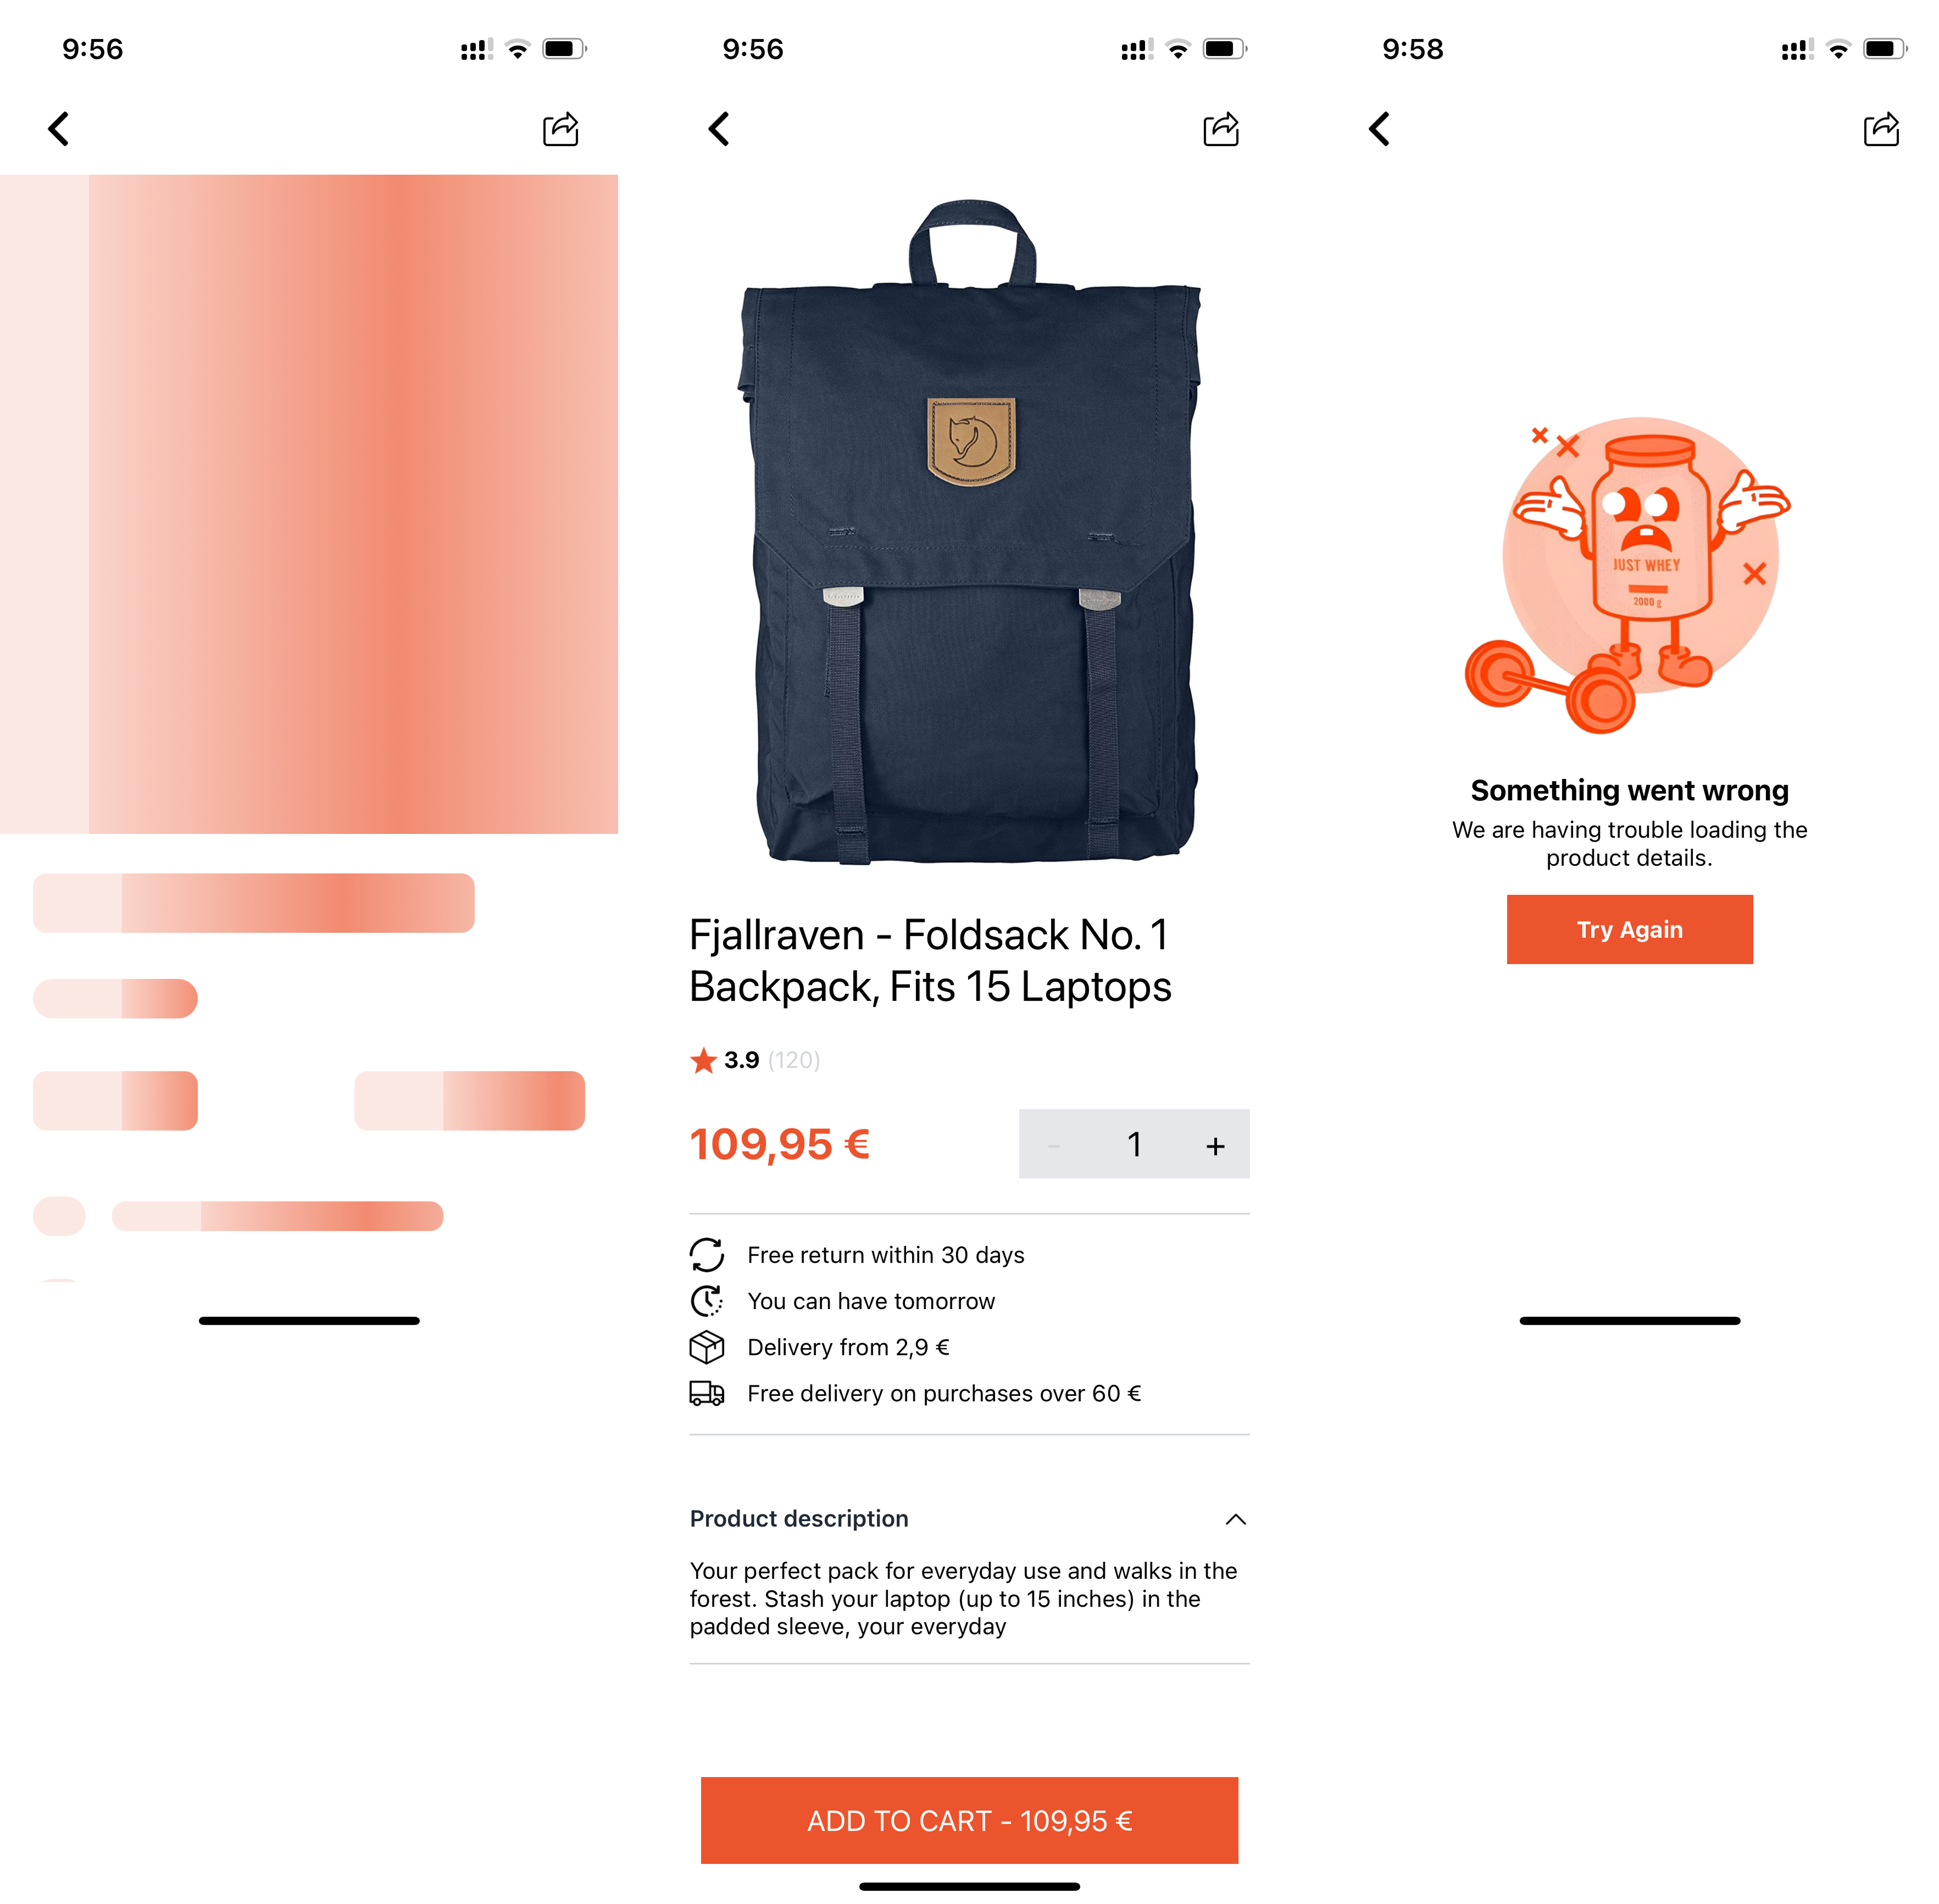 9:56
9:56
Fjallraven - Foldsack No. 1
Backpack, Fits 15 Laptops
3.9 (120)
109,95 €
- 1 +
Free return within 30 days
You can have tomorrow
Delivery from 2,9 €
Free delivery on purchases over 60 €
Product description
Your perfect pack for everyday use and walks in the
forest. Stash your laptop (up to 15 inches) in the
padded sleeve, your everyday
ADD TO CART - 109,95 €
9:58
JUST WHEY
2000 g
Something went wrong
We are having trouble loading the
product details.
Try Again